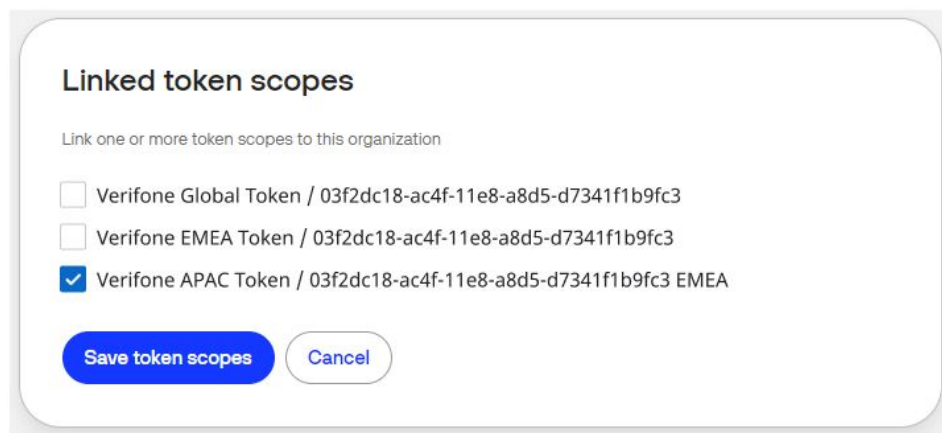 Linked token scopes
Link one or more token scopes to this organization
Verifone Global Token / 03f2dc18-ac4f-11e8-a8d5-d7341f1b9fc3
Verifone EMEA Token / 03f2dc18-ac4f-11e8-a8d5-d7341f1b9fc3
Verifone APAC Token / 03f2dc18-ac4f-11e8-a8d5-d7341f1b9fc3 EMEA
Save token scopes
Cancel